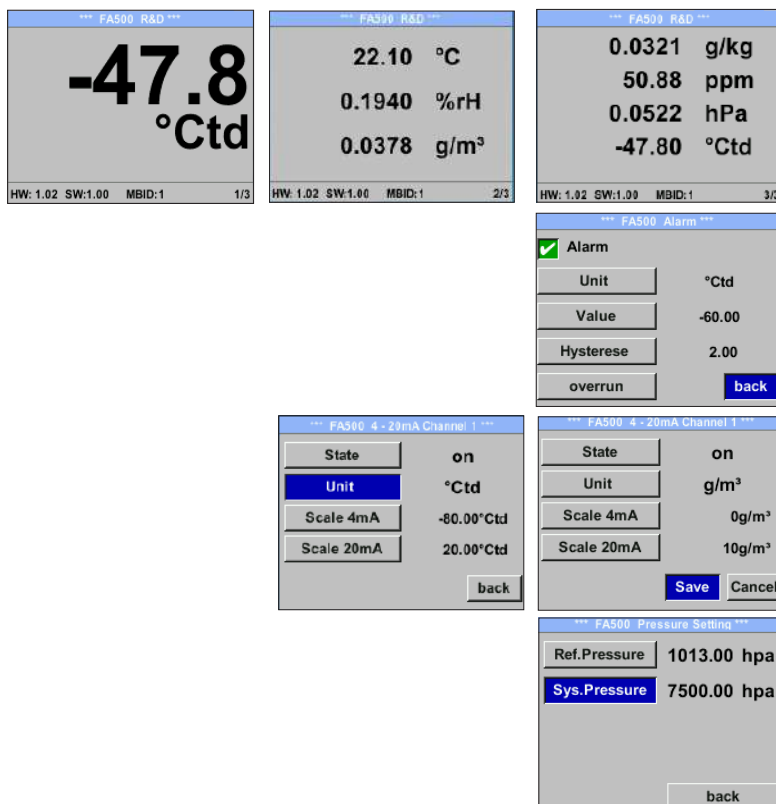 *** FA500 R&D ***
-47.8
°Ctd
HW: 1.02 SW:1.00 MBID:1 1/3
*** FA500 R&D ***
22.10 °C
0.1940 %rH
0.0378 g/m³
HW: 1.02 SW:1.00 MBID:1 2/3
*** FA500 R&D ***
0.0321 g/kg
50.88 ppm
0.0522 hPa
-47.80 °Ctd
HW: 1.02 SW:1.00 MBID:1 3/3
*** FA500 Alarm ***
Alarm
Unit °Ctd
Value -60.00
Hysterese 2.00
overrun back
*** FA500 4 - 20mA Channel 1 ***
State on
Unit °Ctd
Scale 4mA -80.00°Ctd
Scale 20mA 20.00°Ctd
back
*** FA500 4 - 20mA Channel 1 ***
State on
Unit g/m³
Scale 4mA 0g/m³
Scale 20mA 10g/m³
Save Cancel
*** FA500 Pressure Setting ***
Ref.Pressure 1013.00 hpa
Sys.Pressure 7500.00 hpa
back